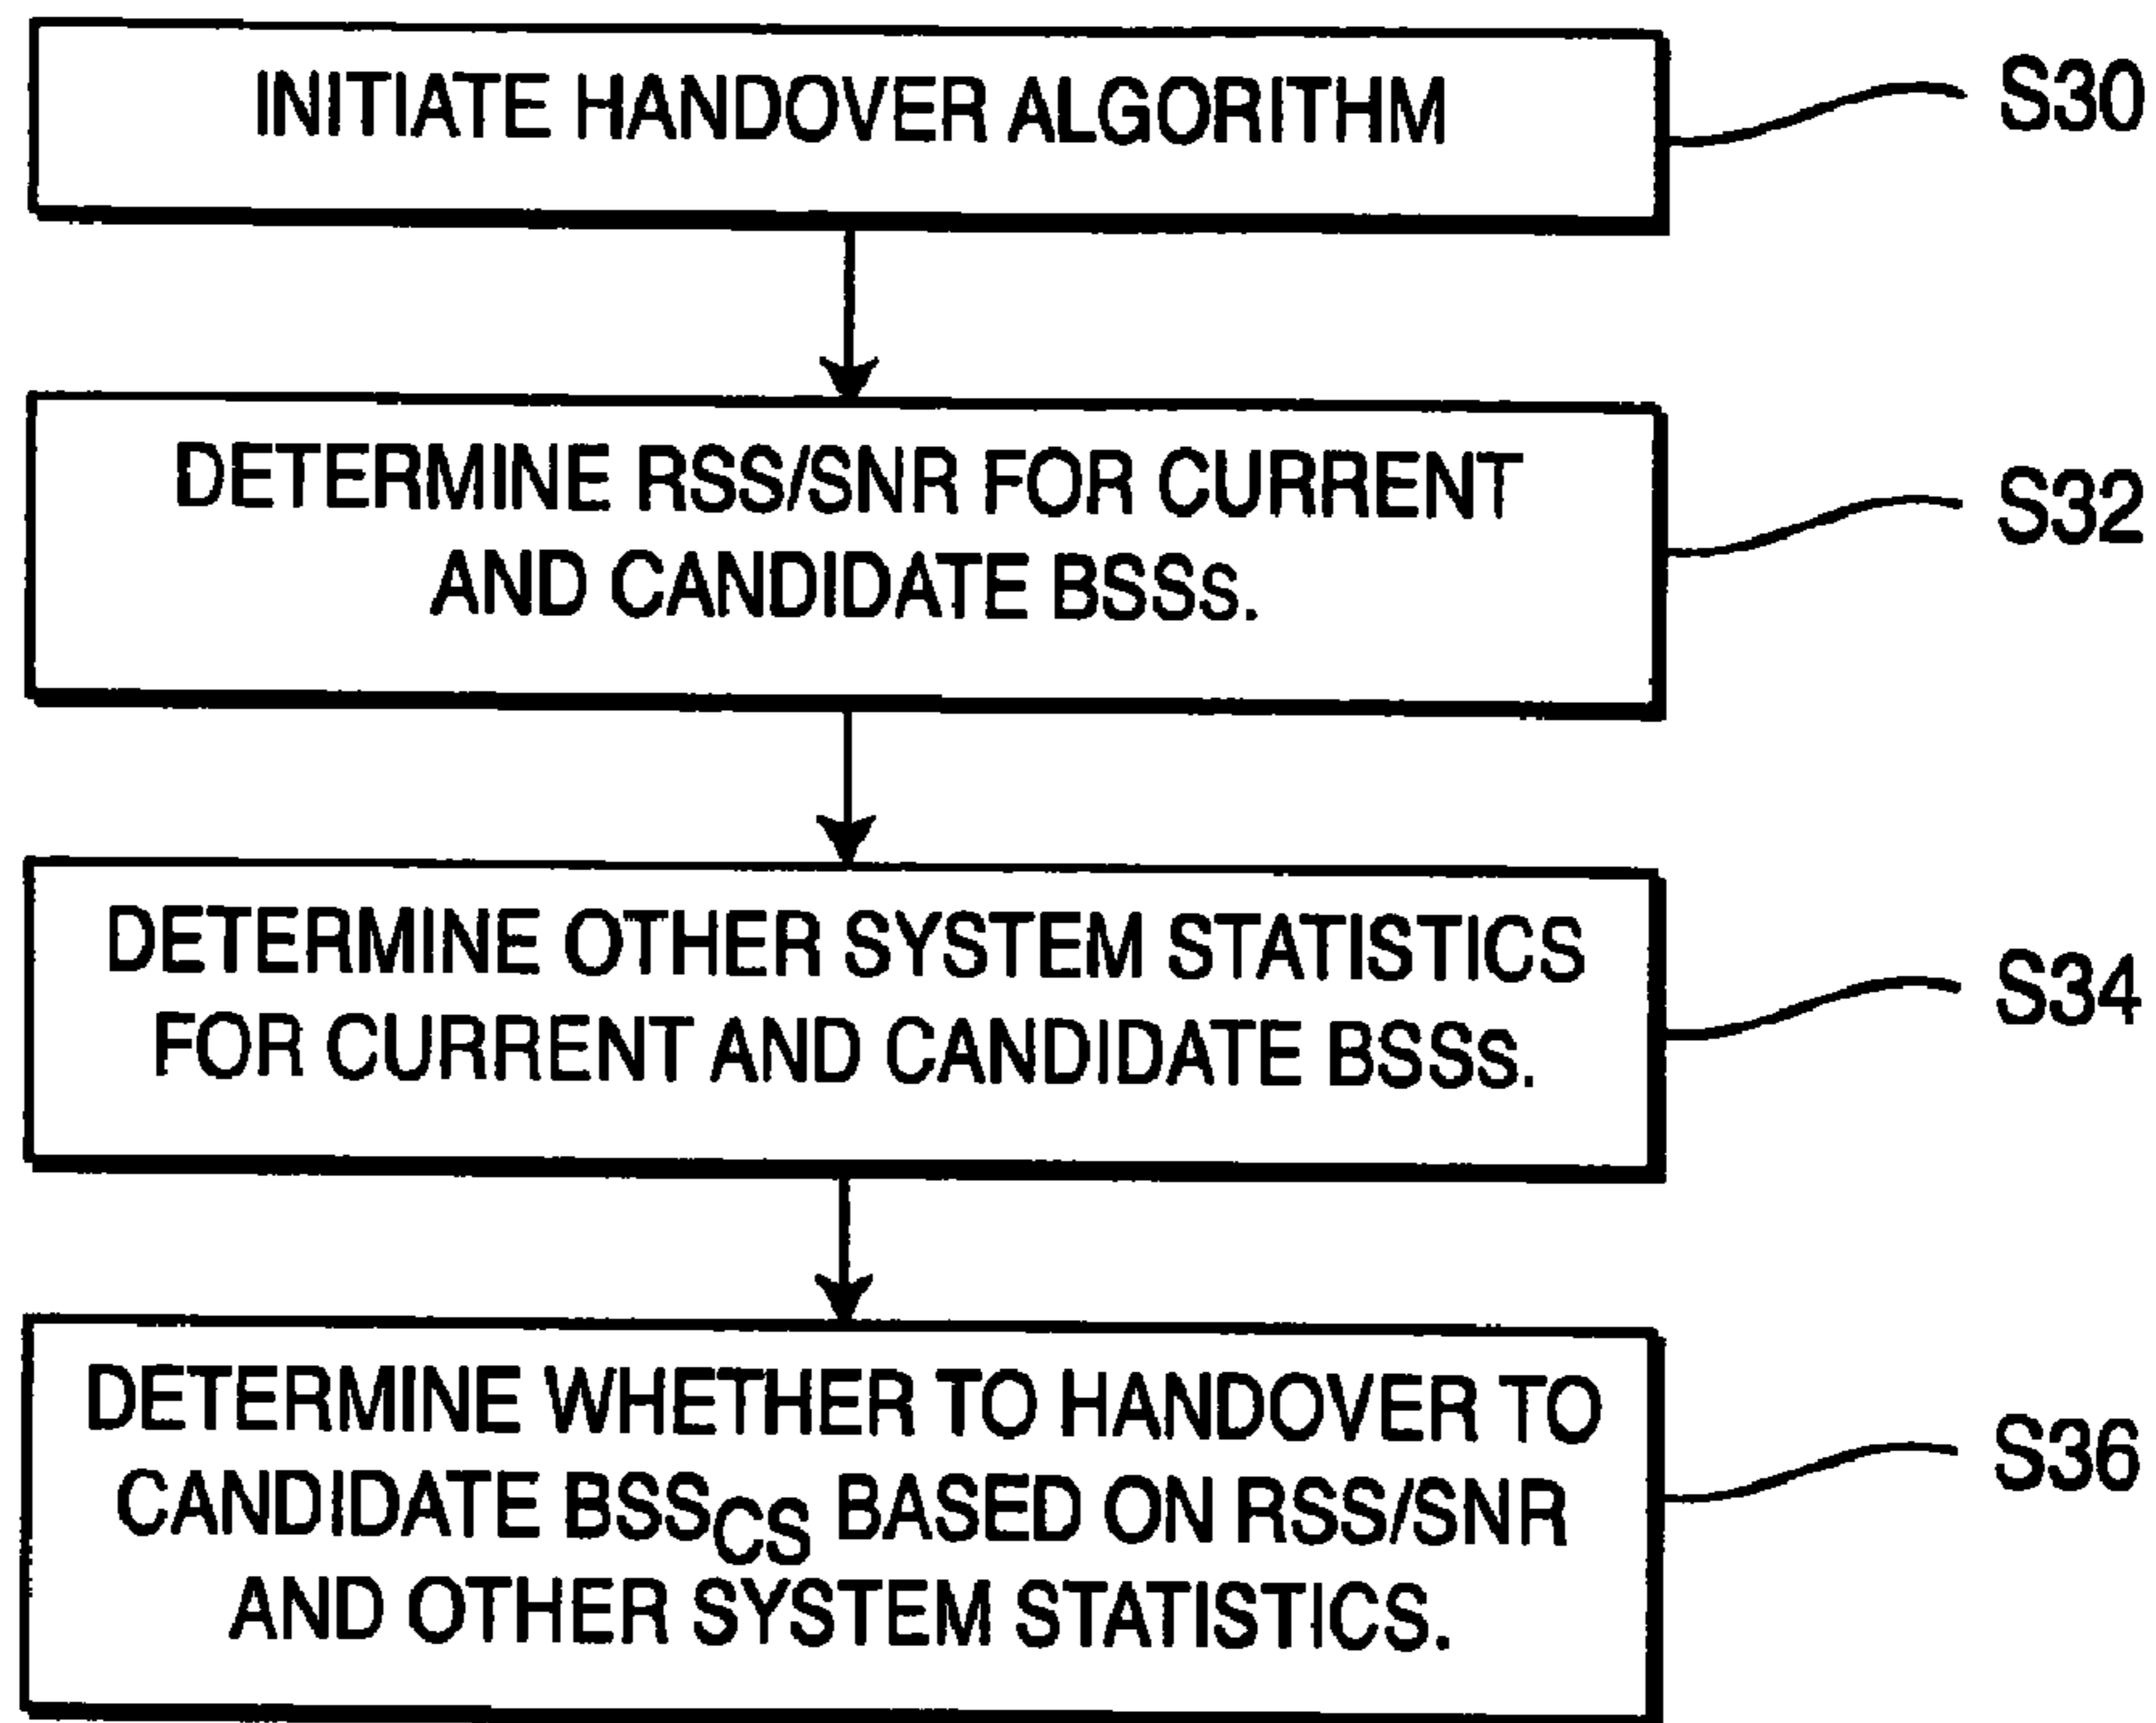 INITIATE HANDOVER ALGORITHM
S30
DETERMINE RSS/SNR FOR CURRENT
AND CANDIDATE BSSs.
S32
DETERMINE OTHER SYSTEM STATISTICS
FOR CURRENT AND CANDIDATE BSSs.
S34
DETERMINE WHETHER TO HANDOVER TO
CANDIDATE BSSCS BASED ON RSS/SNR
AND OTHER SYSTEM STATISTICS.
S36